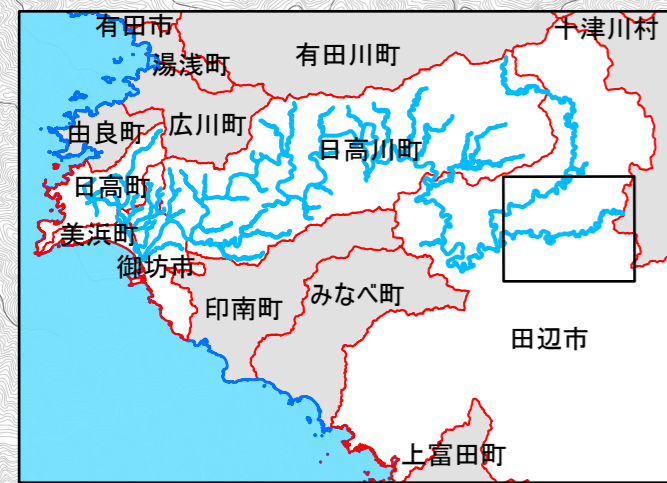 有田市
十津川村
湯浅町
有田川町
由良町
広川町
日高川町
日高町
美浜町
御坊市
印南町
みなべ町
田辺市
上富田町